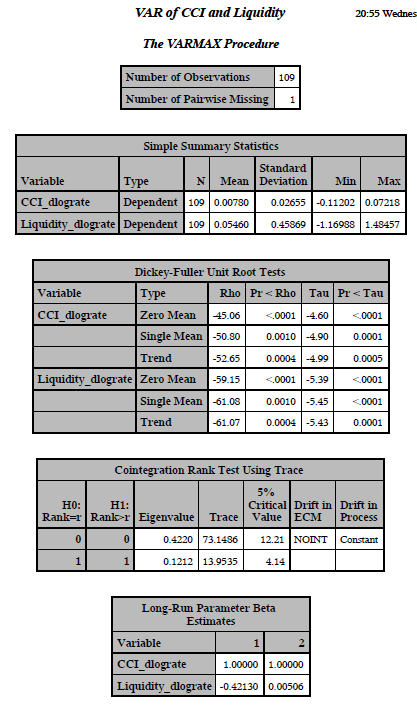 VAR of CCI and Liquidity 20:55 Wednes
The VARMAX Procedure
Number of Observations 109
Number of Pairwise Missing 1
Simple Summary Statistics
Variable Type N Mean Standard Deviation Min Max
CCI_dlograte Dependent 109 0.00780 0.02655 -0.11202 0.07218
Liquidity_dlograte Dependent 109 0.05460 0.45869 -1.16988 1.48457
Dickey-Fuller Unit Root Tests
Variable Type Rho Pr < Rho Tau Pr < Tau
CCI_dlograte Zero Mean -45.06 <.0001 -4.60 <.0001
Single Mean -50.80 0.0010 -4.90 0.0001
Trend -52.65 0.0004 -4.99 0.0005
Liquidity_dlograte Zero Mean -59.15 <.0001 -5.39 <.0001
Single Mean -61.08 0.0010 -5.45 <.0001
Trend -61.07 0.0004 -5.43 0.0001
Cointegration Rank Test Using Trace
H0: Rank=r H1: Rank>r Eigenvalue Trace 5% Critical Value Drift in ECM Drift in Process
0 0 0.4220 73.1486 12.21 NOINT Constant
1 1 0.1212 13.9535 4.14
Long-Run Parameter Beta
Estimates
Variable 1 2
CCI_dlograte 1.00000 1.00000
Liquidity_dlograte -0.42130 0.00506